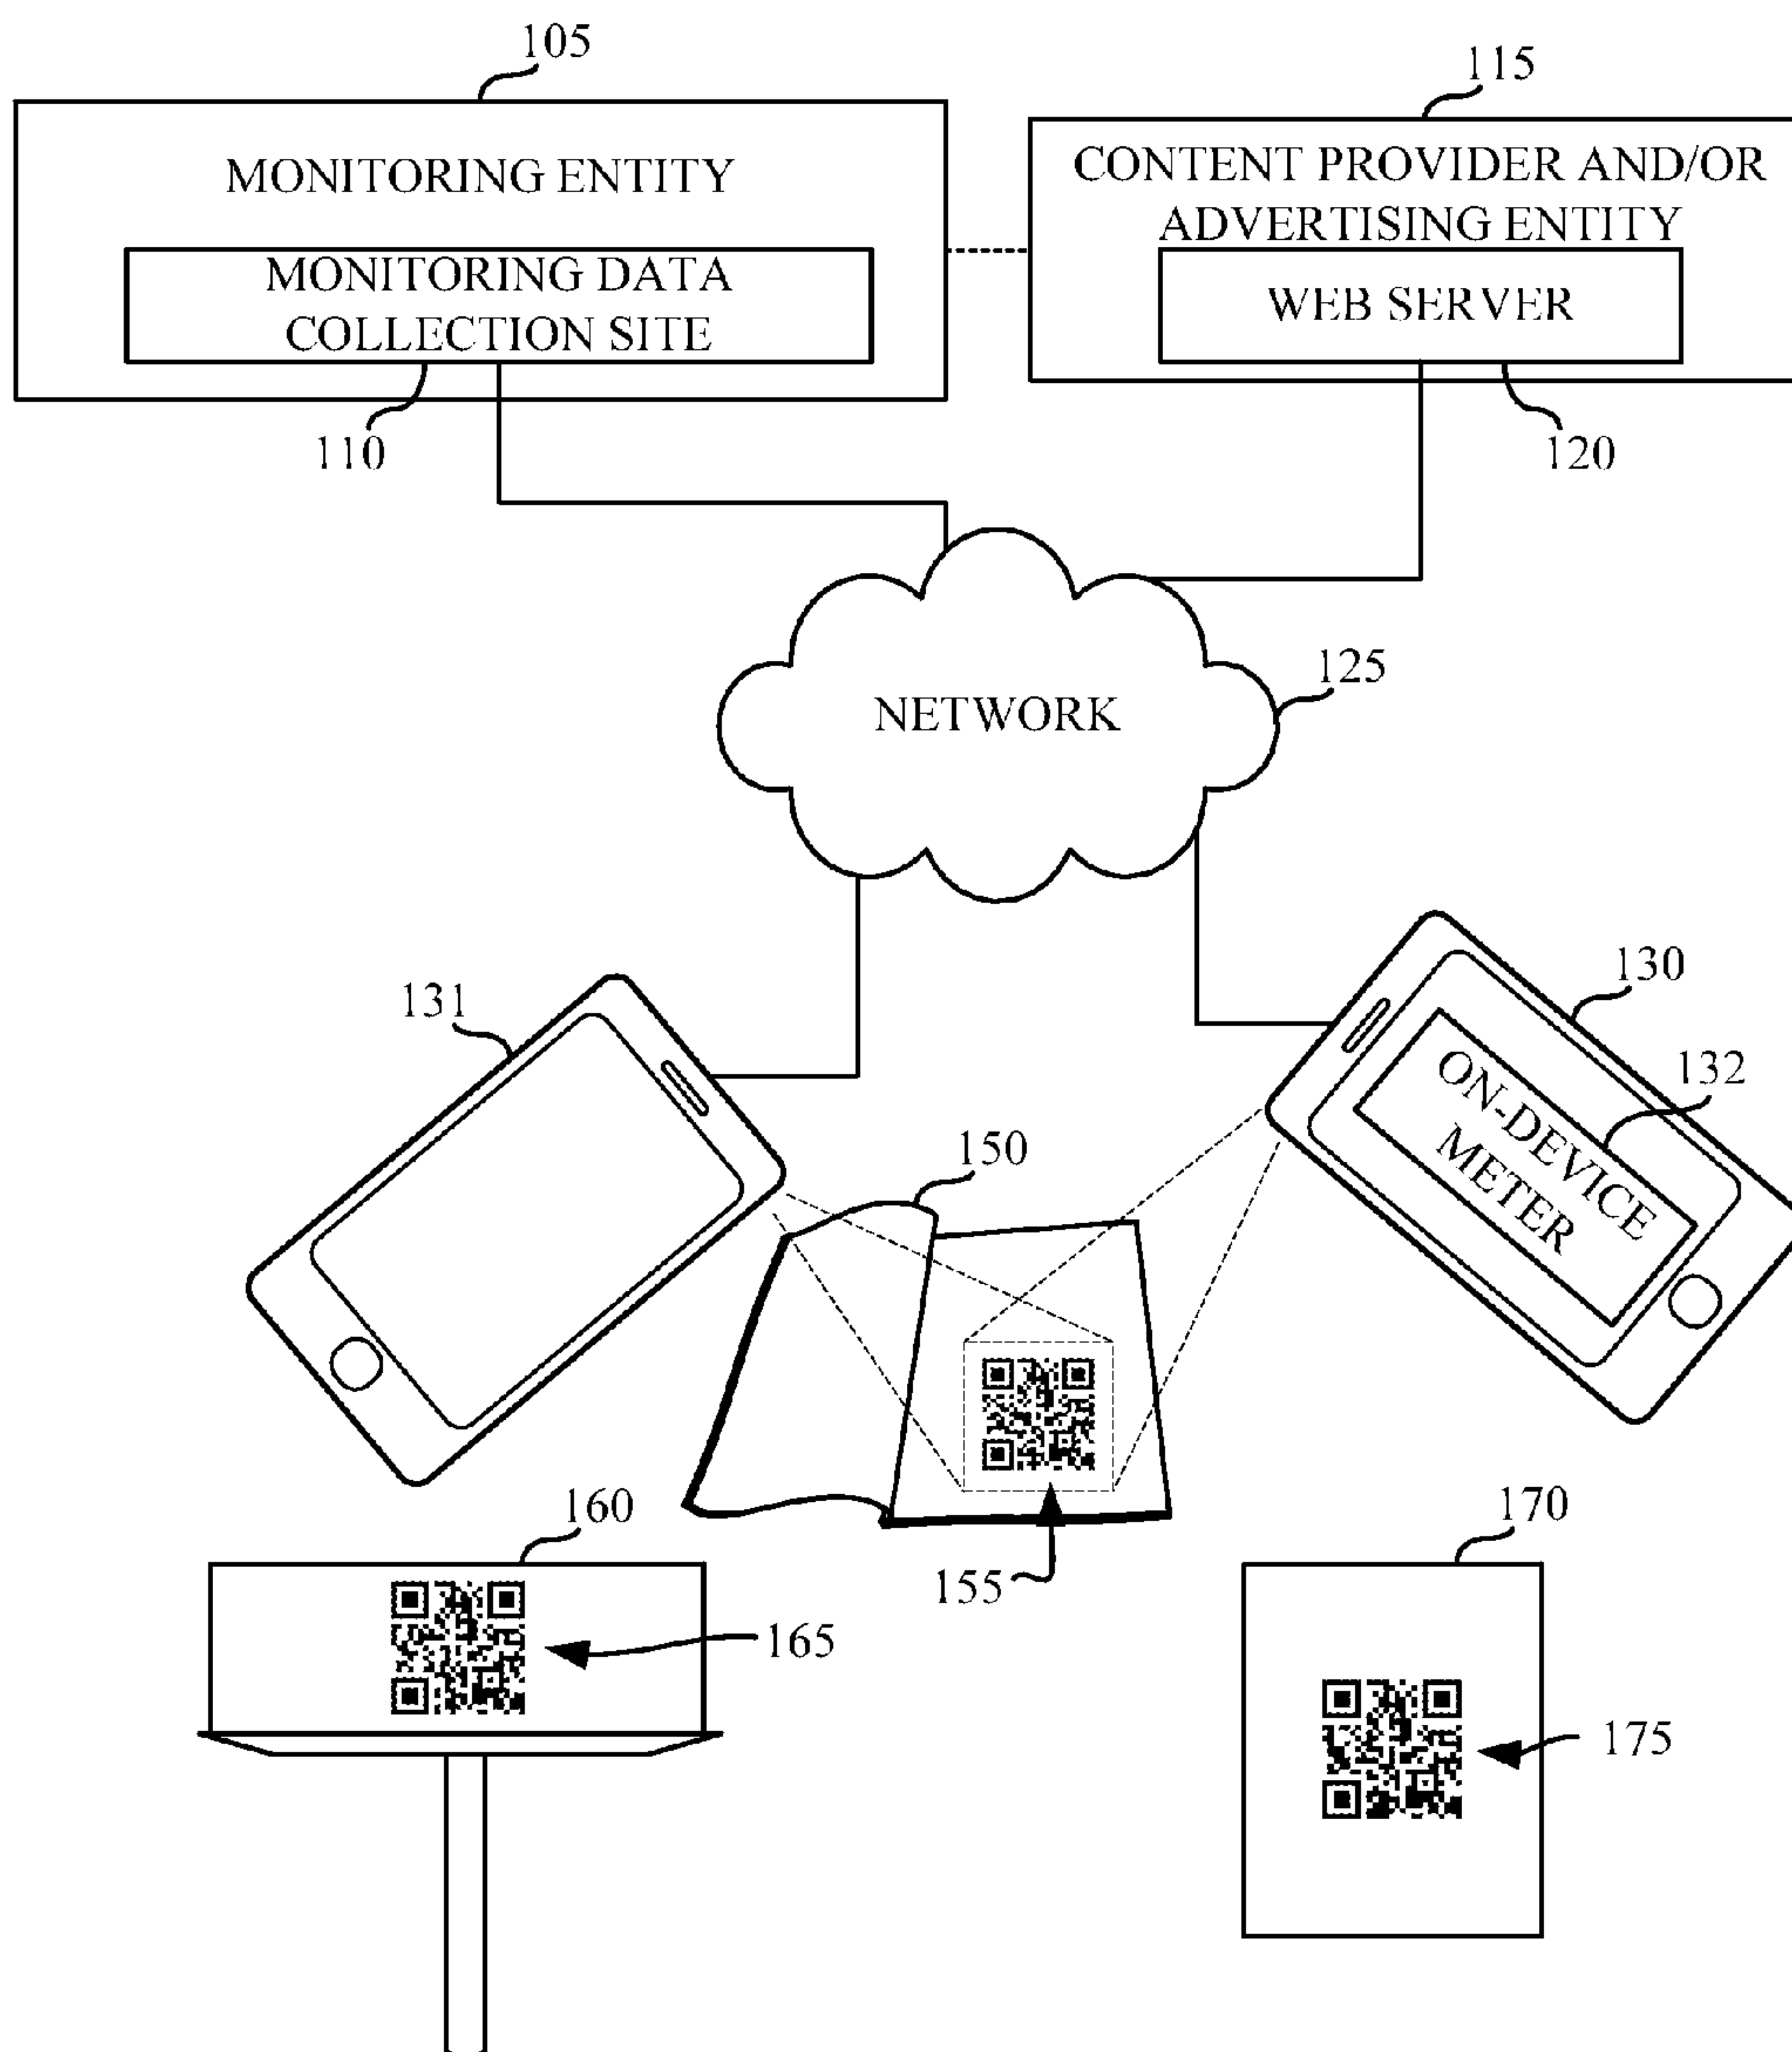 105
115
MONITORING ENTITY
CONTENT PROVIDER AND/OR
ADVERTISING ENTITY
MONITORING DATA
COLLECTION SITE
WEB SERVER
110
120
NETWORK
125
131
130
132
ON-DEVICE
METER
150
160
170
155
165
175